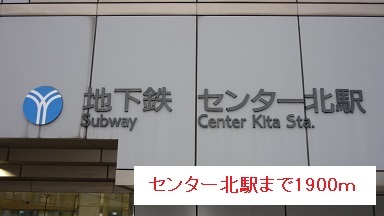 地下鉄 センター北駅
Subway Center Kita Sta.
センター北駅まで1900m